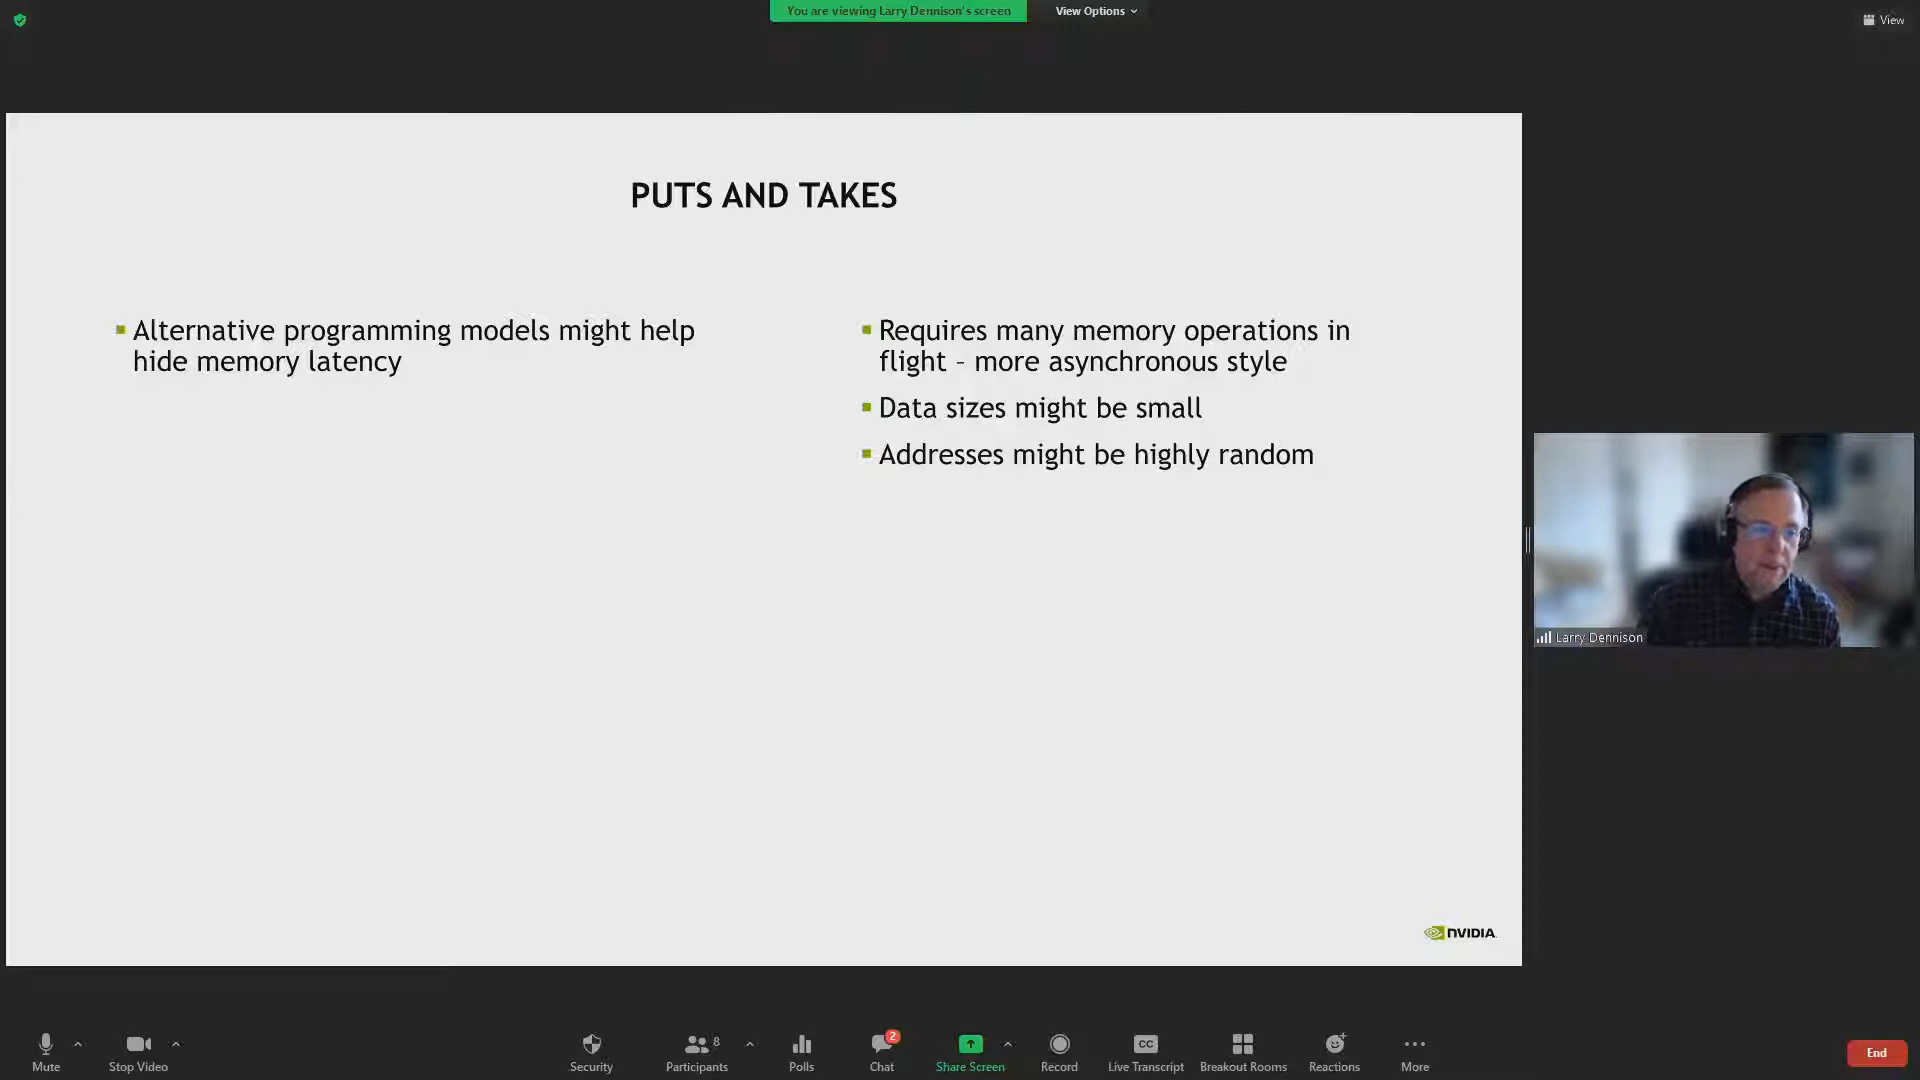 You are viewing Larry Dennison's screen
View Options
View
PUTS AND TAKES
Alternative programming models might help
hide memory latency
Requires many memory operations in
flight – more asynchronous style
Data sizes might be small
Addresses might be highly random
Larry Dennison
NVIDIA
Mute
Stop Video
Security
8
Participants
Polls
2
Chat
Share Screen
Record
CC
Live Transcript
Breakout Rooms
Reactions
More
End